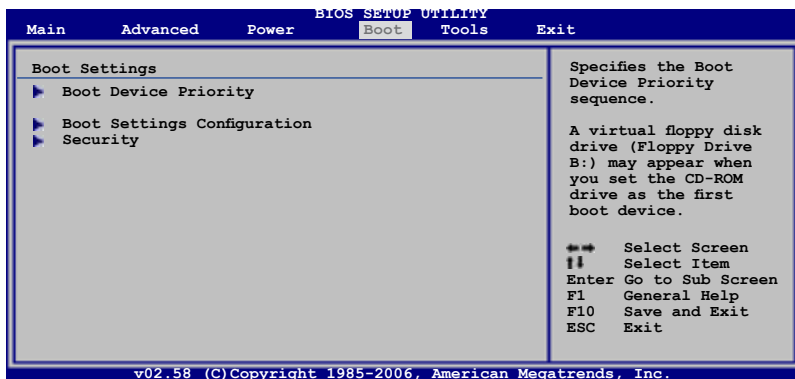 BIOS SETUP UTILITY
Main Advanced Power Boot Tools Exit
Boot Settings
Boot Device Priority
Boot Settings Configuration
Security
Specifies the Boot
Device Priority
sequence.
A virtual floppy disk
drive (Floppy Drive
B:) may appear when
you set the CD-ROM
drive as the first
boot device.
Select Screen
Select Item
Enter Go to Sub Screen
F1 General Help
F10 Save and Exit
ESC Exit
v02.58 (C)Copyright 1985-2006, American Megatrends, Inc.